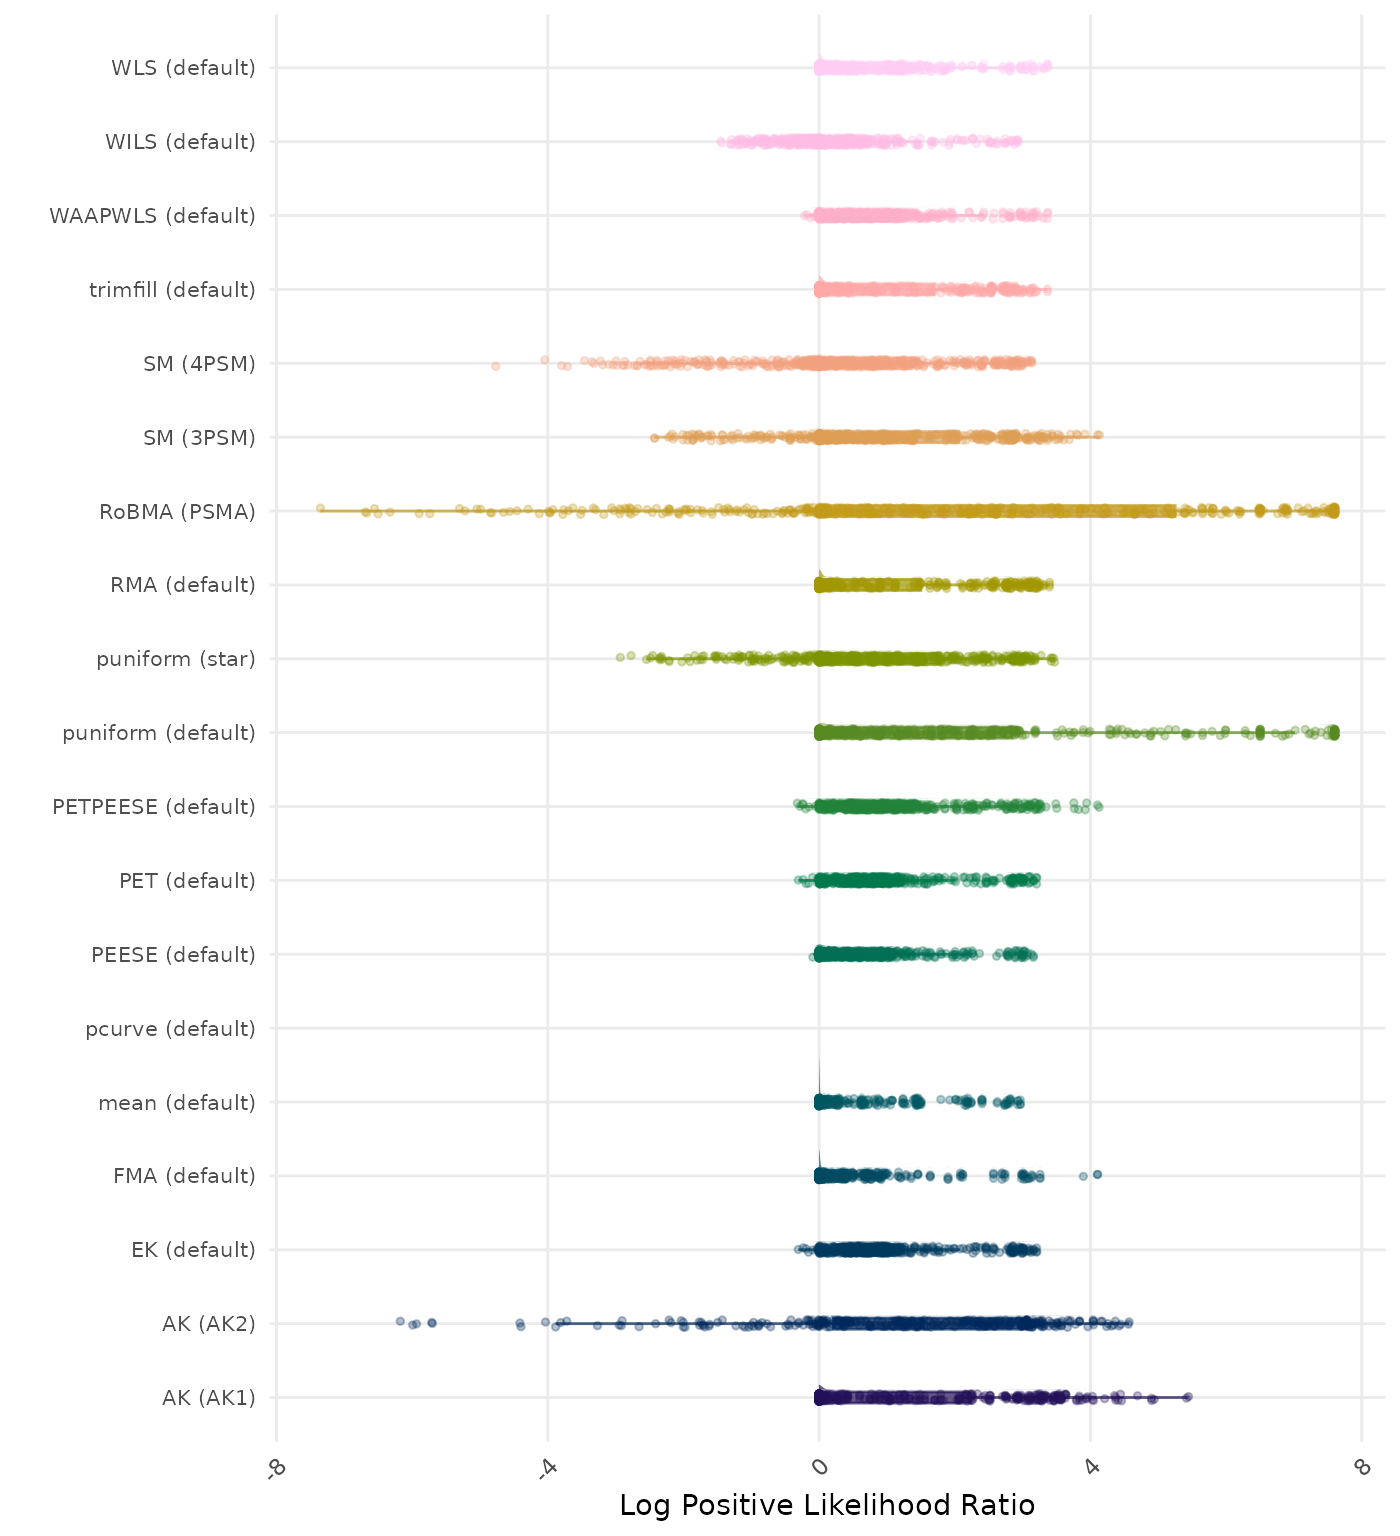 WLS (default)
WILS (default)
WAAPWLS (default)
trimfill (default)
SM (4PSM)
SM (3PSM)
RoBMA (PSMA)
RMA (default)
puniform (star)
puniform (default)
PETPEESE (default)
PET (default)
PEESE (default)
pcurve (default)
mean (default)
FMA (default)
EK (default)
AK (AK2)
AK (AK1)
-8 -4 0 4 8
Log Positive Likelihood Ratio